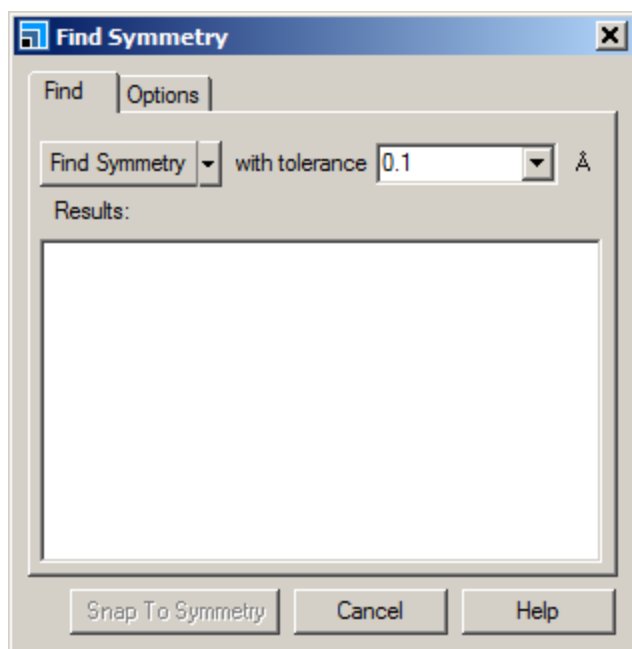 Find Symmetry
Find Options
Find Symmetry with tolerance 0.1 Å
Results:
Snap To Symmetry Cancel Help